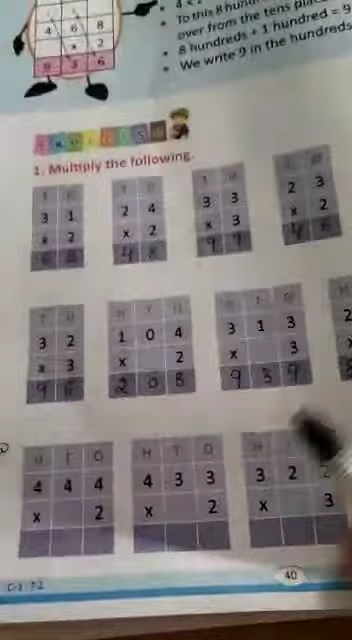 4 6 8
x 2
9 3 6
To this 8 hund
over from the tens plac
8 hundreds + 1 hundred = 9
We write 9 in the hundreds
1. Multiply the following.
3 1 2 4 3 3 2 3
x 2 x 2 x 3 x 2
6 2 4 8 9 9 4 6
T O H T O H T O H
3 2 1 0 4 3 1 3 2
x 3 x 2 x 3
9 6 2 0 8 9 3 9
H T O H T O H
4 4 4 4 3 3 3 2 2
x 2 x 2 x 3
40